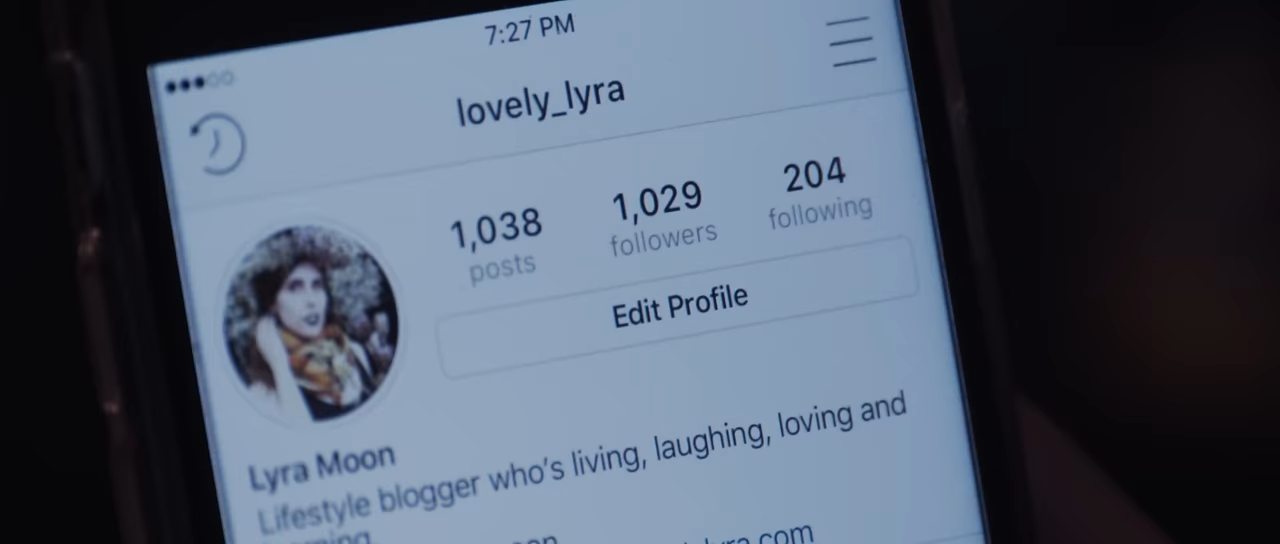 7:27 PM
lovely_lyra
1,038
posts
1,029
followers
204
following
Edit Profile
Lyra Moon
Lifestyle blogger who's living, laughing, loving and